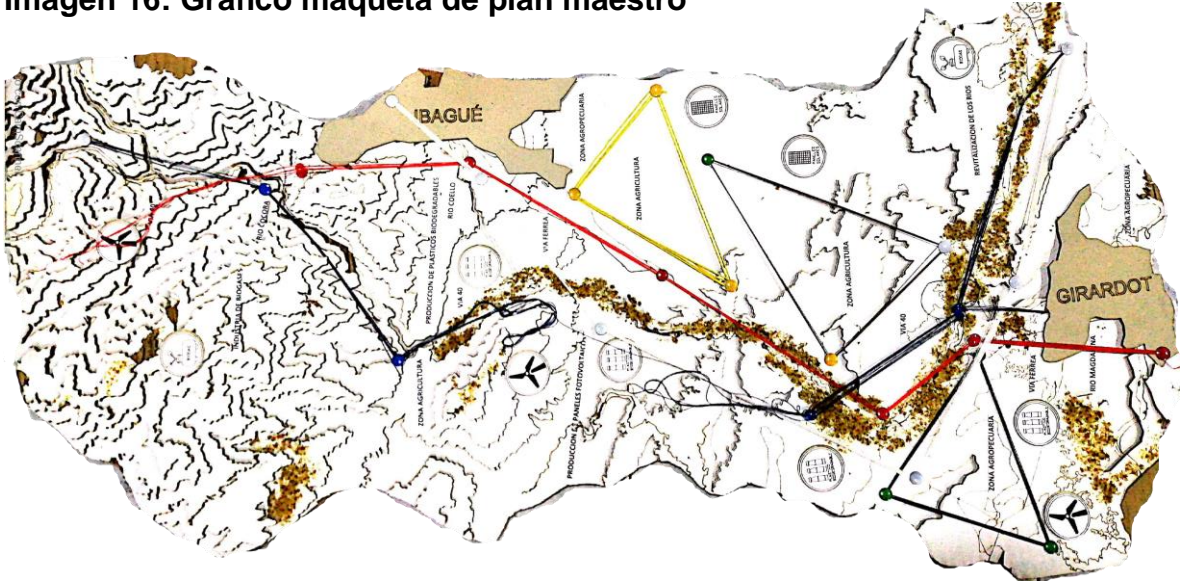 Imagen 16: Gráfico maqueta de plan maestro
IBAGUÉ
ZONA AGROPECUARIA
ZONA AGRICULTURA
REVITALIZACION DE LOS RIOS
ZONA AGROPECUARIA
GIRARDOT
RIO COCORA
PRODUCCION DE PLASTICOS BIODEGRADABLES
RIO COELLO
VIA FERREA
VIA 40
ZONA AGRICULTURA
VIA 40
INDUSTRIA DE BIOGAS
ZONA AGRICULTURA
PRODUCCION DE PANELES FOTOVOLTAICOS
ZONA AGROPECUARIA
VIA FERREA
RIO MAGDALENA